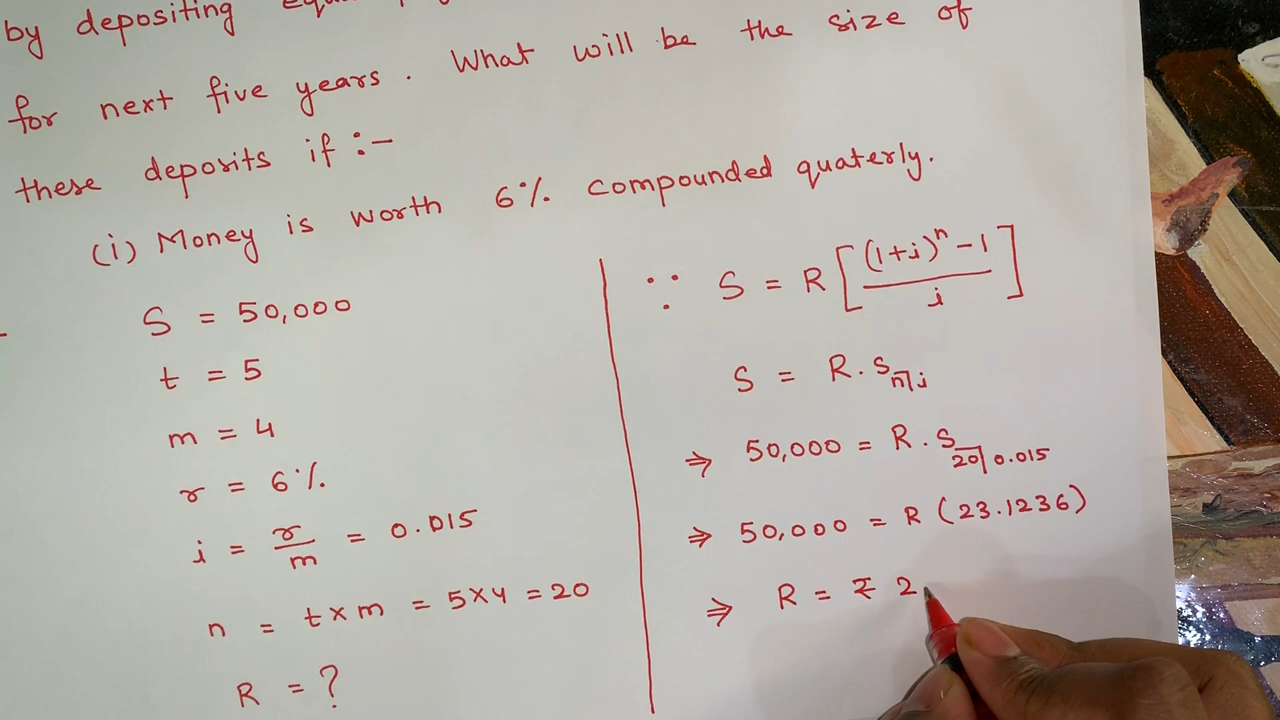 by depositing
for next five years. What will be the size of
these deposits if :-
(i) Money is worth 6% compounded quaterly.
S = 50,000
t = 5
m = 4
r = 6%
i = r/m = 0.015
n = t×m = 5×4 = 20
R = ?
∵ S = R[((1+i)^n - 1)/i]
S = R.S n̅|i
⇒ 50,000 = R.S 20|0.015
⇒ 50,000 = R (23.1236)
⇒ R = ₹ 2